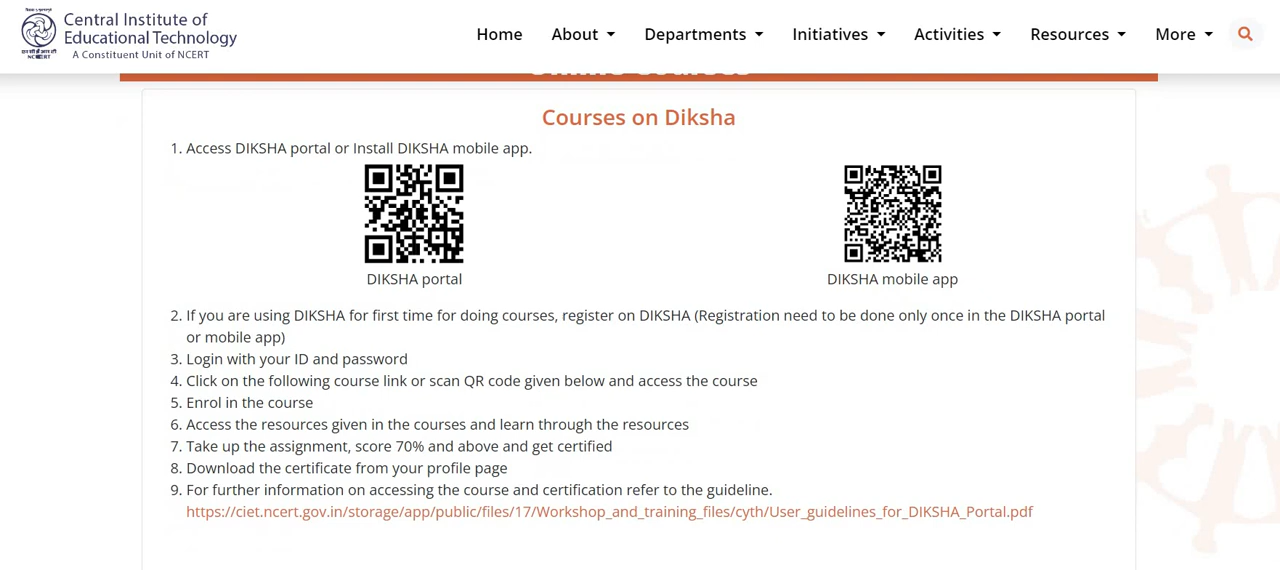 Central Institute of
Educational Technology
A Constituent Unit of NCERT
Home About Departments Initiatives Activities Resources More
Online Courses
Courses on Diksha
1. Access DIKSHA portal or Install DIKSHA mobile app.
DIKSHA portal DIKSHA mobile app
2. If you are using DIKSHA for first time for doing courses, register on DIKSHA (Registration need to be done only once in the DIKSHA portal
or mobile app)
3. Login with your ID and password
4. Click on the following course link or scan QR code given below and access the course
5. Enrol in the course
6. Access the resources given in the courses and learn through the resources
7. Take up the assignment, score 70% and above and get certified
8. Download the certificate from your profile page
9. For further information on accessing the course and certification refer to the guideline.
https://ciet.ncert.gov.in/storage/app/public/files/17/Workshop_and_training_files/cyth/User_guidelines_for_DIKSHA_Portal.pdf